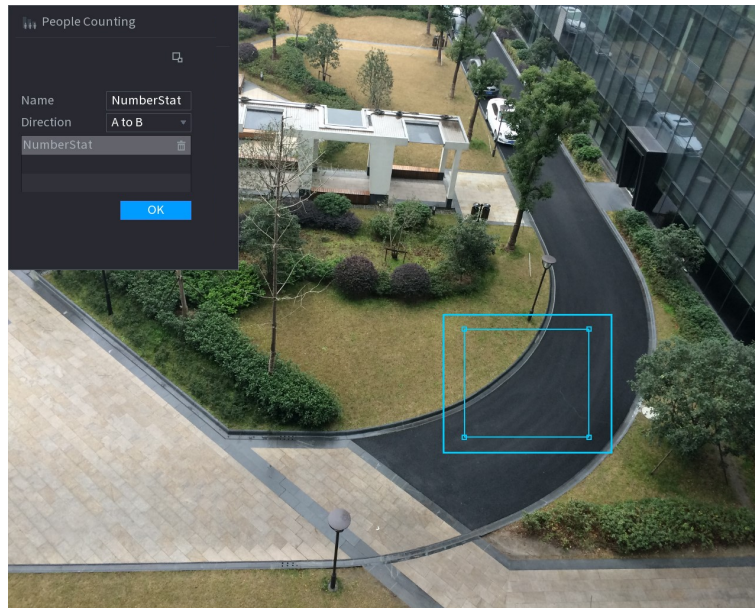 People Counting
Name NumberStat
Direction A to B
NumberStat
OK